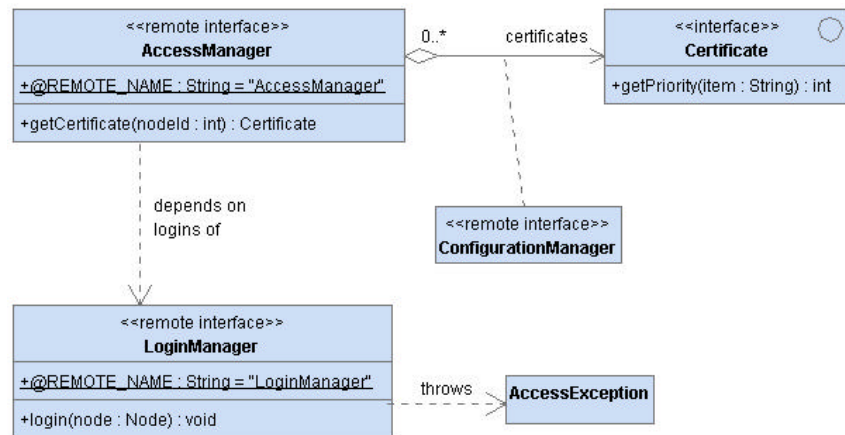 <<remote interface>>
AccessManager
+@REMOTE_NAME : String = "AccessManager"
+getCertificate(nodeId : int) : Certificate
0..*
certificates
<<interface>>
Certificate
+getPriority(item : String) : int
depends on
logins of
<<remote interface>>
ConfigurationManager
<<remote interface>>
LoginManager
+@REMOTE_NAME : String = "LoginManager"
+login(node : Node) : void
throws
AccessException